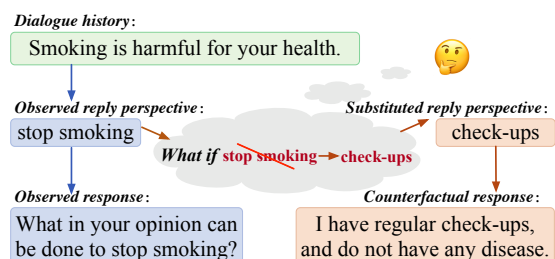 Dialogue history:
Smoking is harmful for your health.
Observed reply perspective:
stop smoking
What if stop smoking check-ups
Substituted reply perspective:
check-ups
Observed response:
What in your opinion can
be done to stop smoking?
Counterfactual response:
I have regular check-ups,
and do not have any disease.